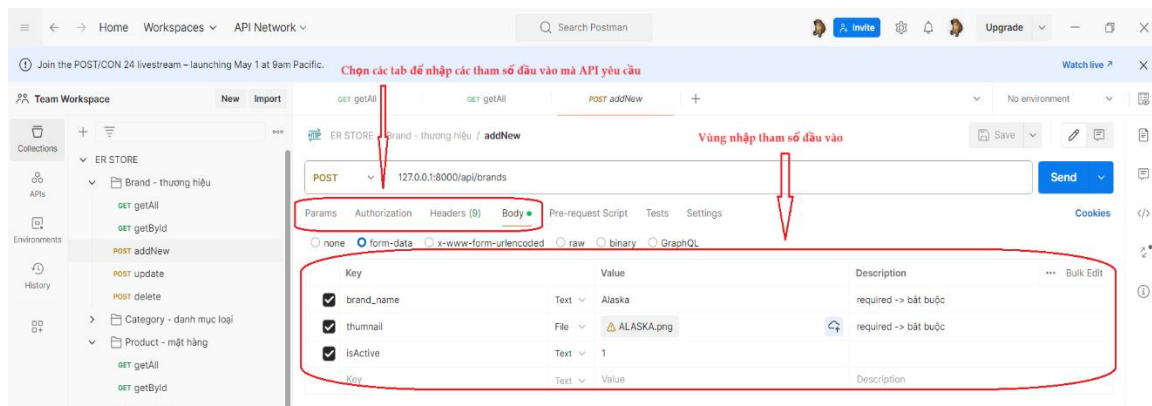 Home Workspaces API Network Search Postman Invite Upgrade
Join the POST/CON 24 livestream – launching May 1 at 9am Pacific. Watch live
Chọn các tab để nhập các tham số đầu vào mà API yêu cầu
Team Workspace New Import GET getAll GET getAll POST addNew No environment
Collections
ER STORE / Brand - thương hiệu / addNew Save
Vùng nhập tham số đầu vào
ER STORE
APIs
Brand - thương hiệu
POST 127.0.0.1:8000/api/brands Send
GET getAll
Params Authorization Headers (9) Body Pre-request Script Tests Settings Cookies
Environments
GET getById
none form-data x-www-form-urlencoded raw binary GraphQL
POST addNew
History
POST update
Key Value Description Bulk Edit
POST delete
brand_name Text Alaska required -> bắt buộc
Category - danh mục loại
thumnail File ALASKA.png required -> bắt buộc
Product - mặt hàng
isActive Text 1
GET getAll
Key Text Value Description
GET getById